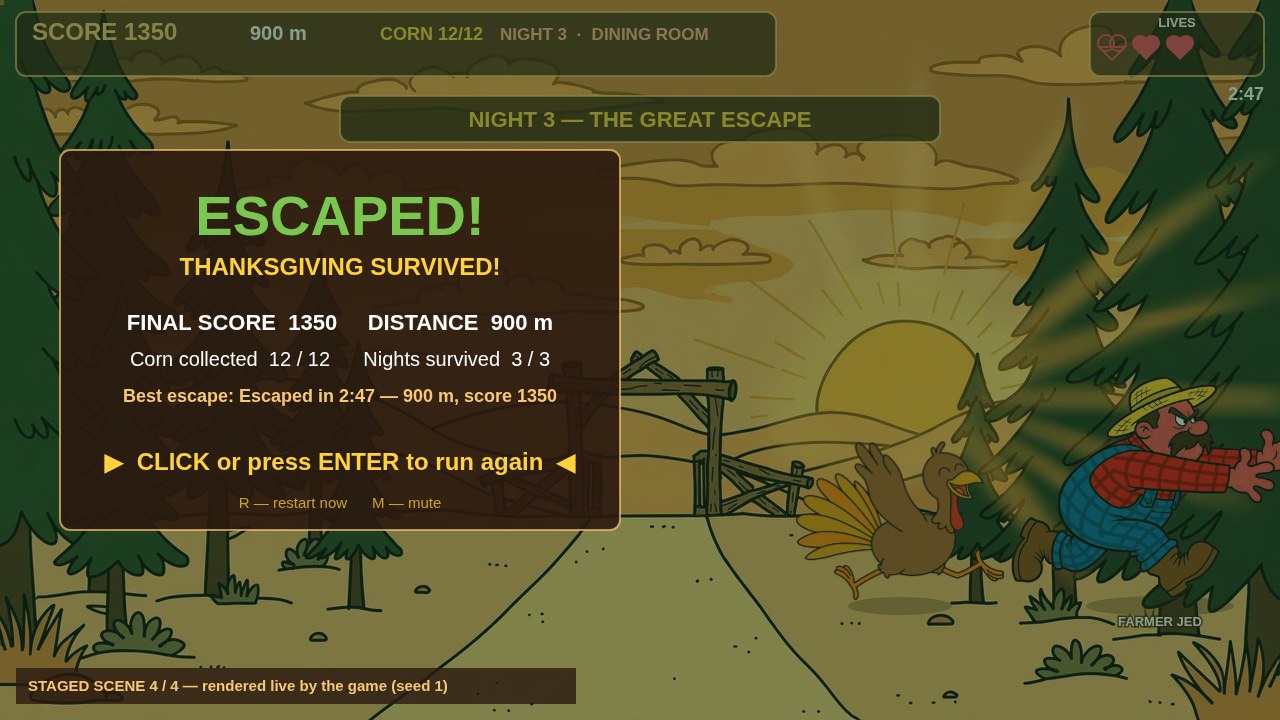 SCORE 1350 900 m CORN 12/12 NIGHT 3 · DINING ROOM
LIVES
2:47
NIGHT 3 — THE GREAT ESCAPE
ESCAPED!
THANKSGIVING SURVIVED!
FINAL SCORE 1350 DISTANCE 900 m
Corn collected 12 / 12 Nights survived 3 / 3
Best escape: Escaped in 2:47 — 900 m, score 1350
▶ CLICK or press ENTER to run again ◀
R — restart now M — mute
FARMER JED
STAGED SCENE 4 / 4 — rendered live by the game (seed 1)